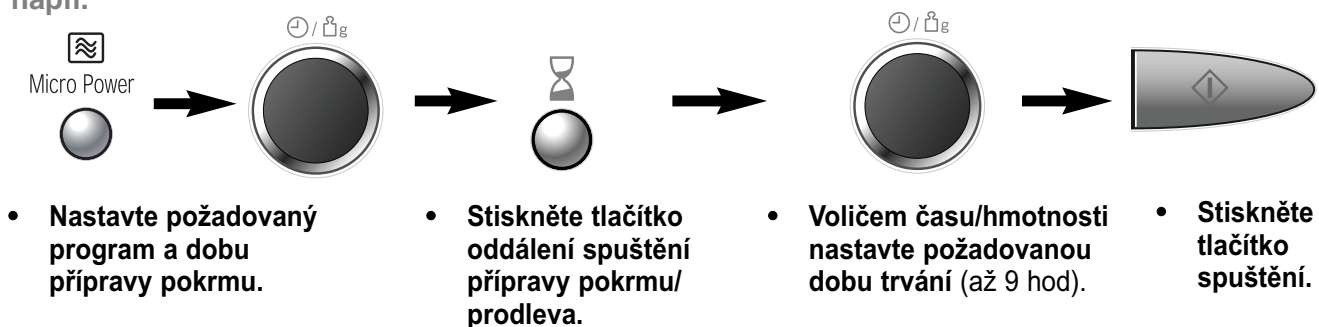 např.
Micro Power
/ g
/ g
• Nastavte požadovaný
program a dobu
přípravy pokrmu.
• Stiskněte tlačítko
oddálení spuštění
přípravy pokrmu/
prodleva.
• Voličem času/hmotnosti
nastavte požadovanou
dobu trvání (až 9 hod).
• Stiskněte
tlačítko
spuštění.